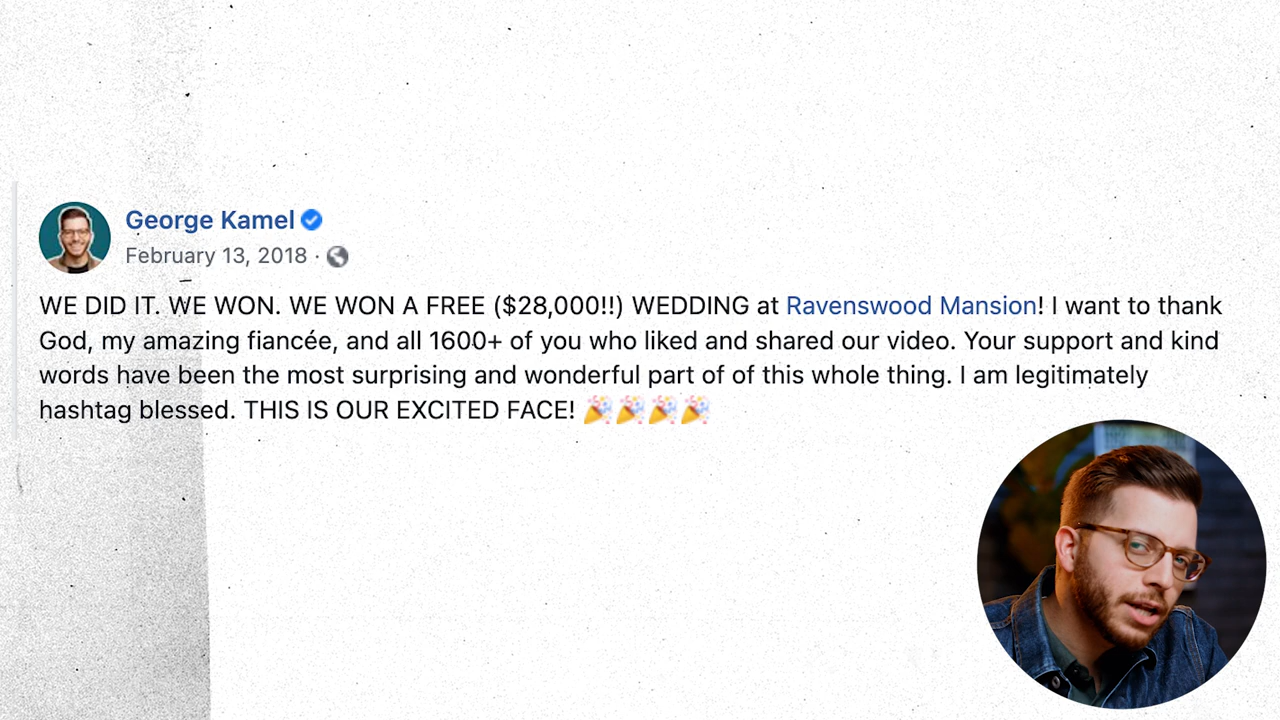 George Kamel
February 13, 2018 ·
WE DID IT. WE WON. WE WON A FREE ($28,000!!) WEDDING at Ravenswood Mansion! I want to thank
God, my amazing fiancée, and all 1600+ of you who liked and shared our video. Your support and kind
words have been the most surprising and wonderful part of of this whole thing. I am legitimately
hashtag blessed. THIS IS OUR EXCITED FACE! 🎉🎉🎉🎉